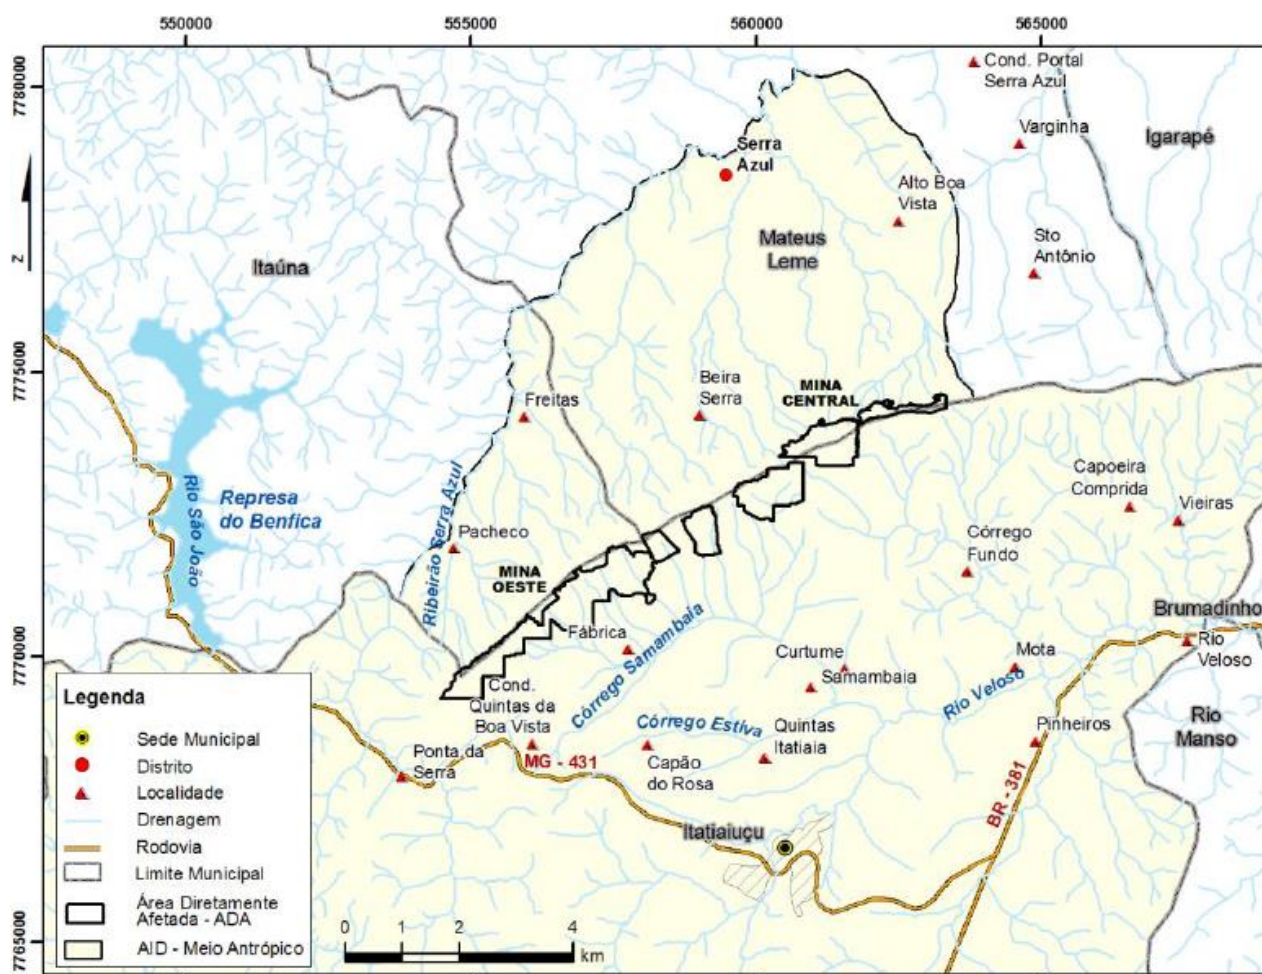 550000
555000
560000
565000
7780000
7775000
7770000
7765000
Z
Cond. Portal
Serra Azul
Varginha
Igarapé
Serra
Azul
Alto Boa
Vista
Mateus
Leme
Sto
Antônio
Itaúna
Beira
Serra
MINA
CENTRAL
Freitas
Rio São João
Represa
do Benfica
Ribeirão Serra Azul
Pacheco
Capoeira
Comprida
Vieiras
Córrego
Fundo
MINA
OESTE
Fábrica
Córrego Samambaia
Brumadinho
Rio
Veloso
Curtume
Samambaia
Mota
Rio Veloso
Cond.
Quintas da
Boa Vista
Córrego Estiva
Quintas
Itatiaia
Pinheiros
Rio
Manso
Ponta da
Serra
MG - 431
Capão
do Rosa
BR - 381
Itatiaiuçu
Legenda
Sede Municipal
Distrito
Localidade
Drenagem
Rodovia
Limite Municipal
Área Diretamente
Afetada - ADA
AID - Meio Antrópico
0 1 2 4
km